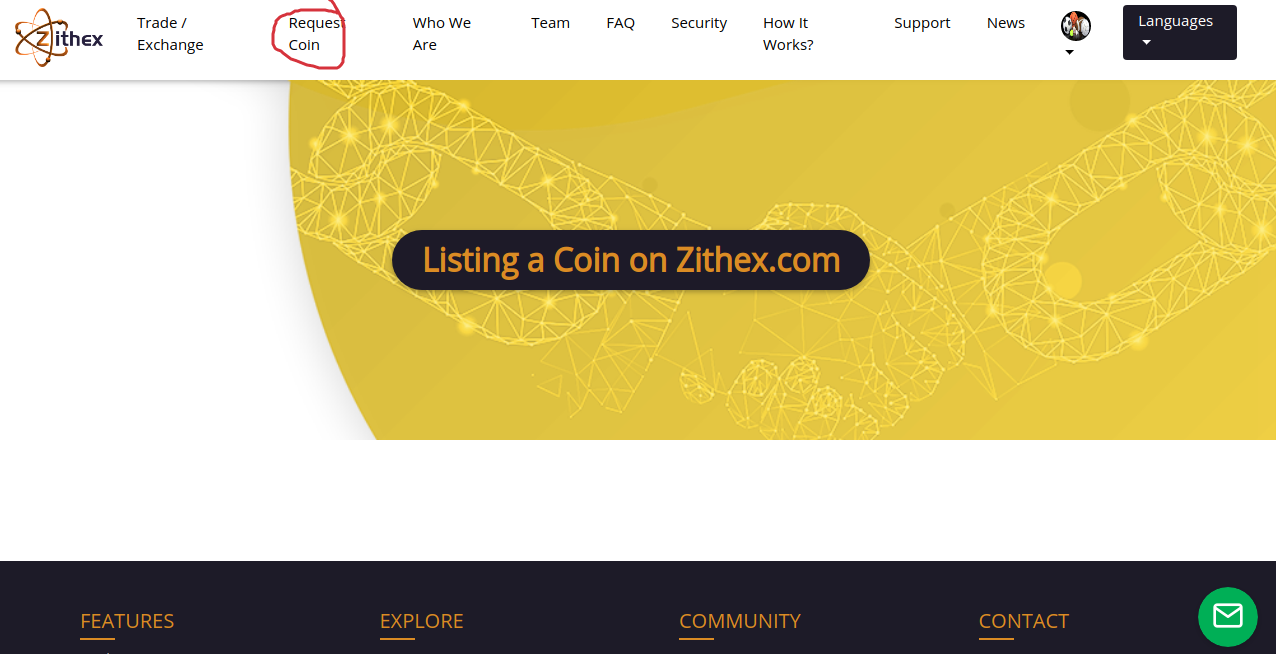 Zithex
Trade /
Exchange
Request
Coin
Who We
Are
Team
FAQ
Security
How It
Works?
Support
News
Languages
Listing a Coin on Zithex.com
FEATURES
EXPLORE
COMMUNITY
CONTACT